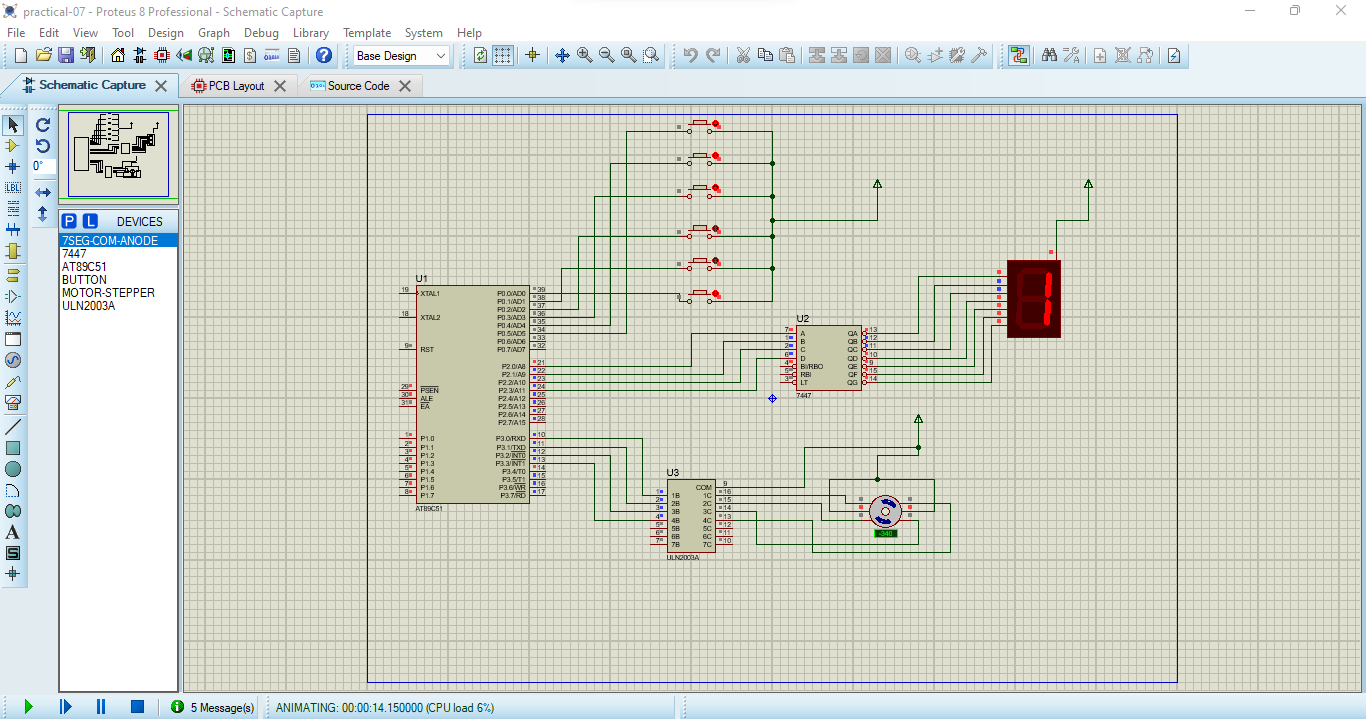 practical-07 - Proteus 8 Professional - Schematic Capture
File Edit View Tool Design Graph Debug Library Template System Help
Base Design
Schematic Capture
PCB Layout
Source Code
0°
P L DEVICES
7SEG-COM-ANODE
7447
AT89C51
BUTTON
MOTOR-STEPPER
ULN2003A
U1
19 XTAL1 P0.0/AD0 39
P0.1/AD1 38
P0.2/AD2 37
18 XTAL2 P0.3/AD3 36
P0.4/AD4 35
P0.5/AD5 34
P0.6/AD6 33
9 RST P0.7/AD7 32
P2.0/A8 21
P2.1/A9 22
P2.2/A10 23
29 PSEN P2.3/A11 24
30 ALE P2.4/A12 25
31 EA P2.5/A13 26
P2.6/A14 27
P2.7/A15 28
1 P1.0 P3.0/RXD 10
2 P1.1 P3.1/TXD 11
3 P1.2 P3.2/INT0 12
4 P1.3 P3.3/INT1 13
5 P1.4 P3.4/T0 14
6 P1.5 P3.5/T1 15
7 P1.6 P3.6/WR 16
8 P1.7 P3.7/RD 17
AT89C51
U2
7 A QA 13
1 B QB 12
2 C QC 11
6 D QD 10
4 BI/RBO QE 9
5 RBI QF 15
3 LT QG 14
7447
1
U3
COM 9
1 1B 1C 16
2 2B 2C 15
3 3B 3C 14
4 4B 4C 13
5 5B 5C 12
6 6B 6C 11
7 7B 7C 10
ULN2003A
5 Message(s)
ANIMATING: 00:00:14.150000 (CPU load 6%)